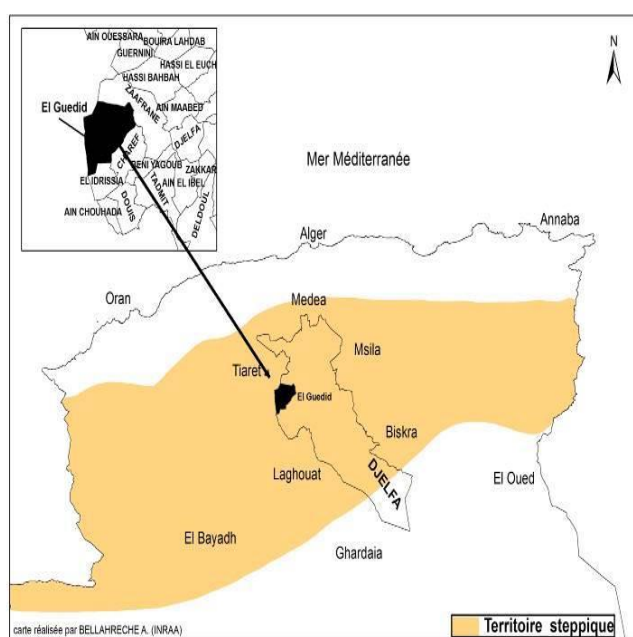 AIN OUESSARA
BOUIRA LAHDAB
GUERNINI
HASSI EL EUCH
HASSI BAHBAH
ZAAFRANE
AIN MAABED
El Guedid
DJELFA
CHAREF
BENI YAGOUB
ZAKKAR
EL IDRISSIA
TADMIT
AIN EL IBEL
AIN CHOUHADA
DOUIS
DELDOUL
N
Mer Méditerranée
Annaba
Alger
Oran
Medea
Msila
Tiaret
El Guedid
Biskra
DJELFA
Laghouat
El Oued
El Bayadh
Ghardaia
carte réalisée par BELLAHRECHE A. (INRAA)
Territoire steppique